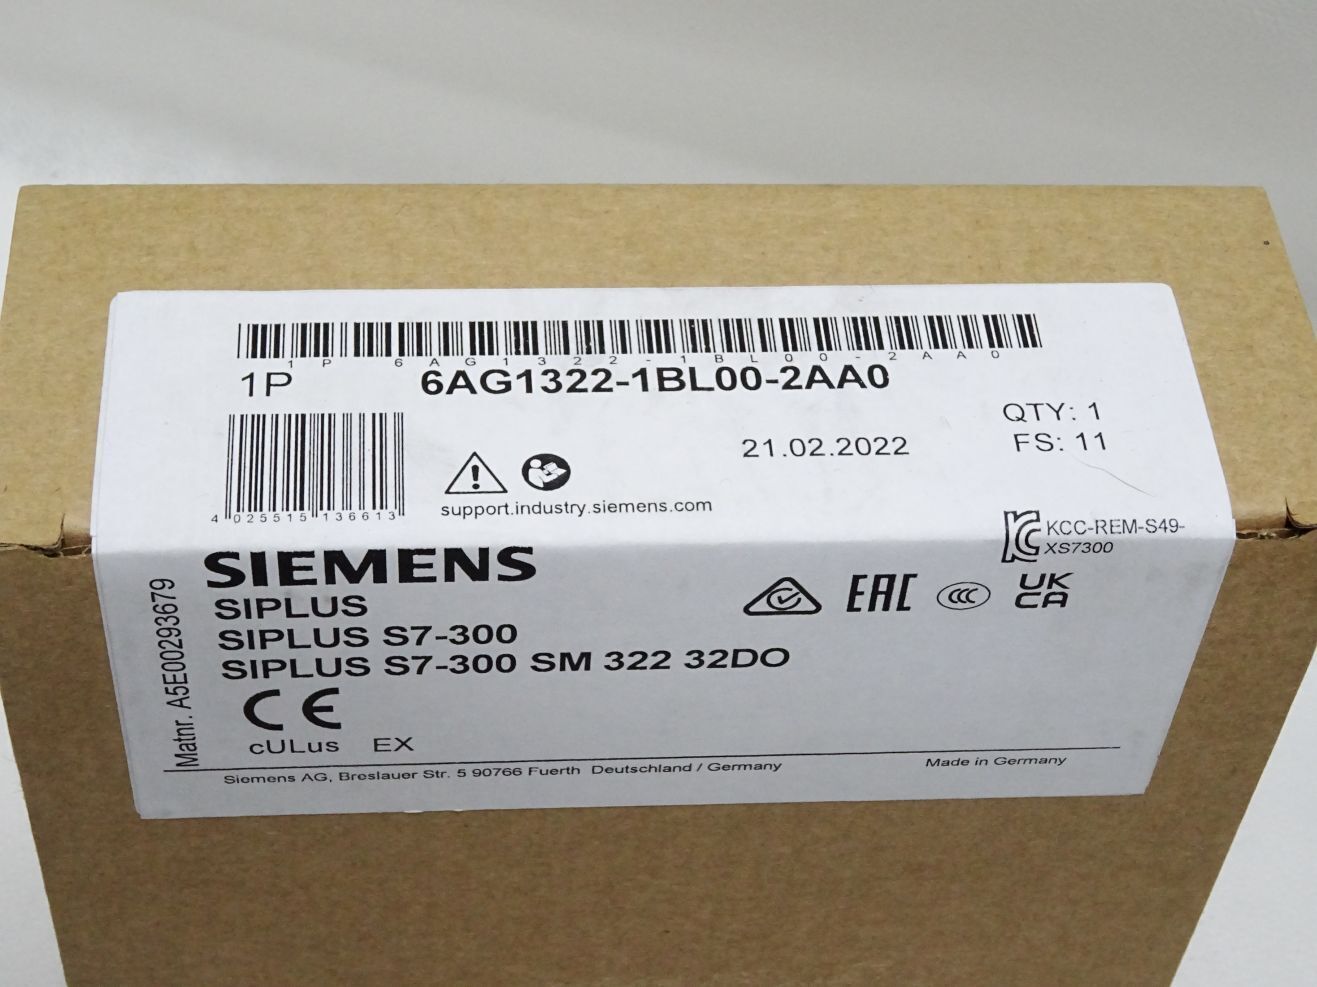 1P 6AG1322-1BL00-2AA0
1P 6AG1322-1BL00-2AA0
QTY: 1
21.02.2022 FS: 11
4 025515 136613
support.industry.siemens.com
KCC-REM-S49-
XS7300
SIEMENS
SIPLUS
SIPLUS S7-300
SIPLUS S7-300 SM 322 32DO
EAC CCC UK
CA
CE
cULus EX
Matnr. A5E00293679
Siemens AG, Breslauer Str. 5 90766 Fuerth Deutschland / Germany Made in Germany